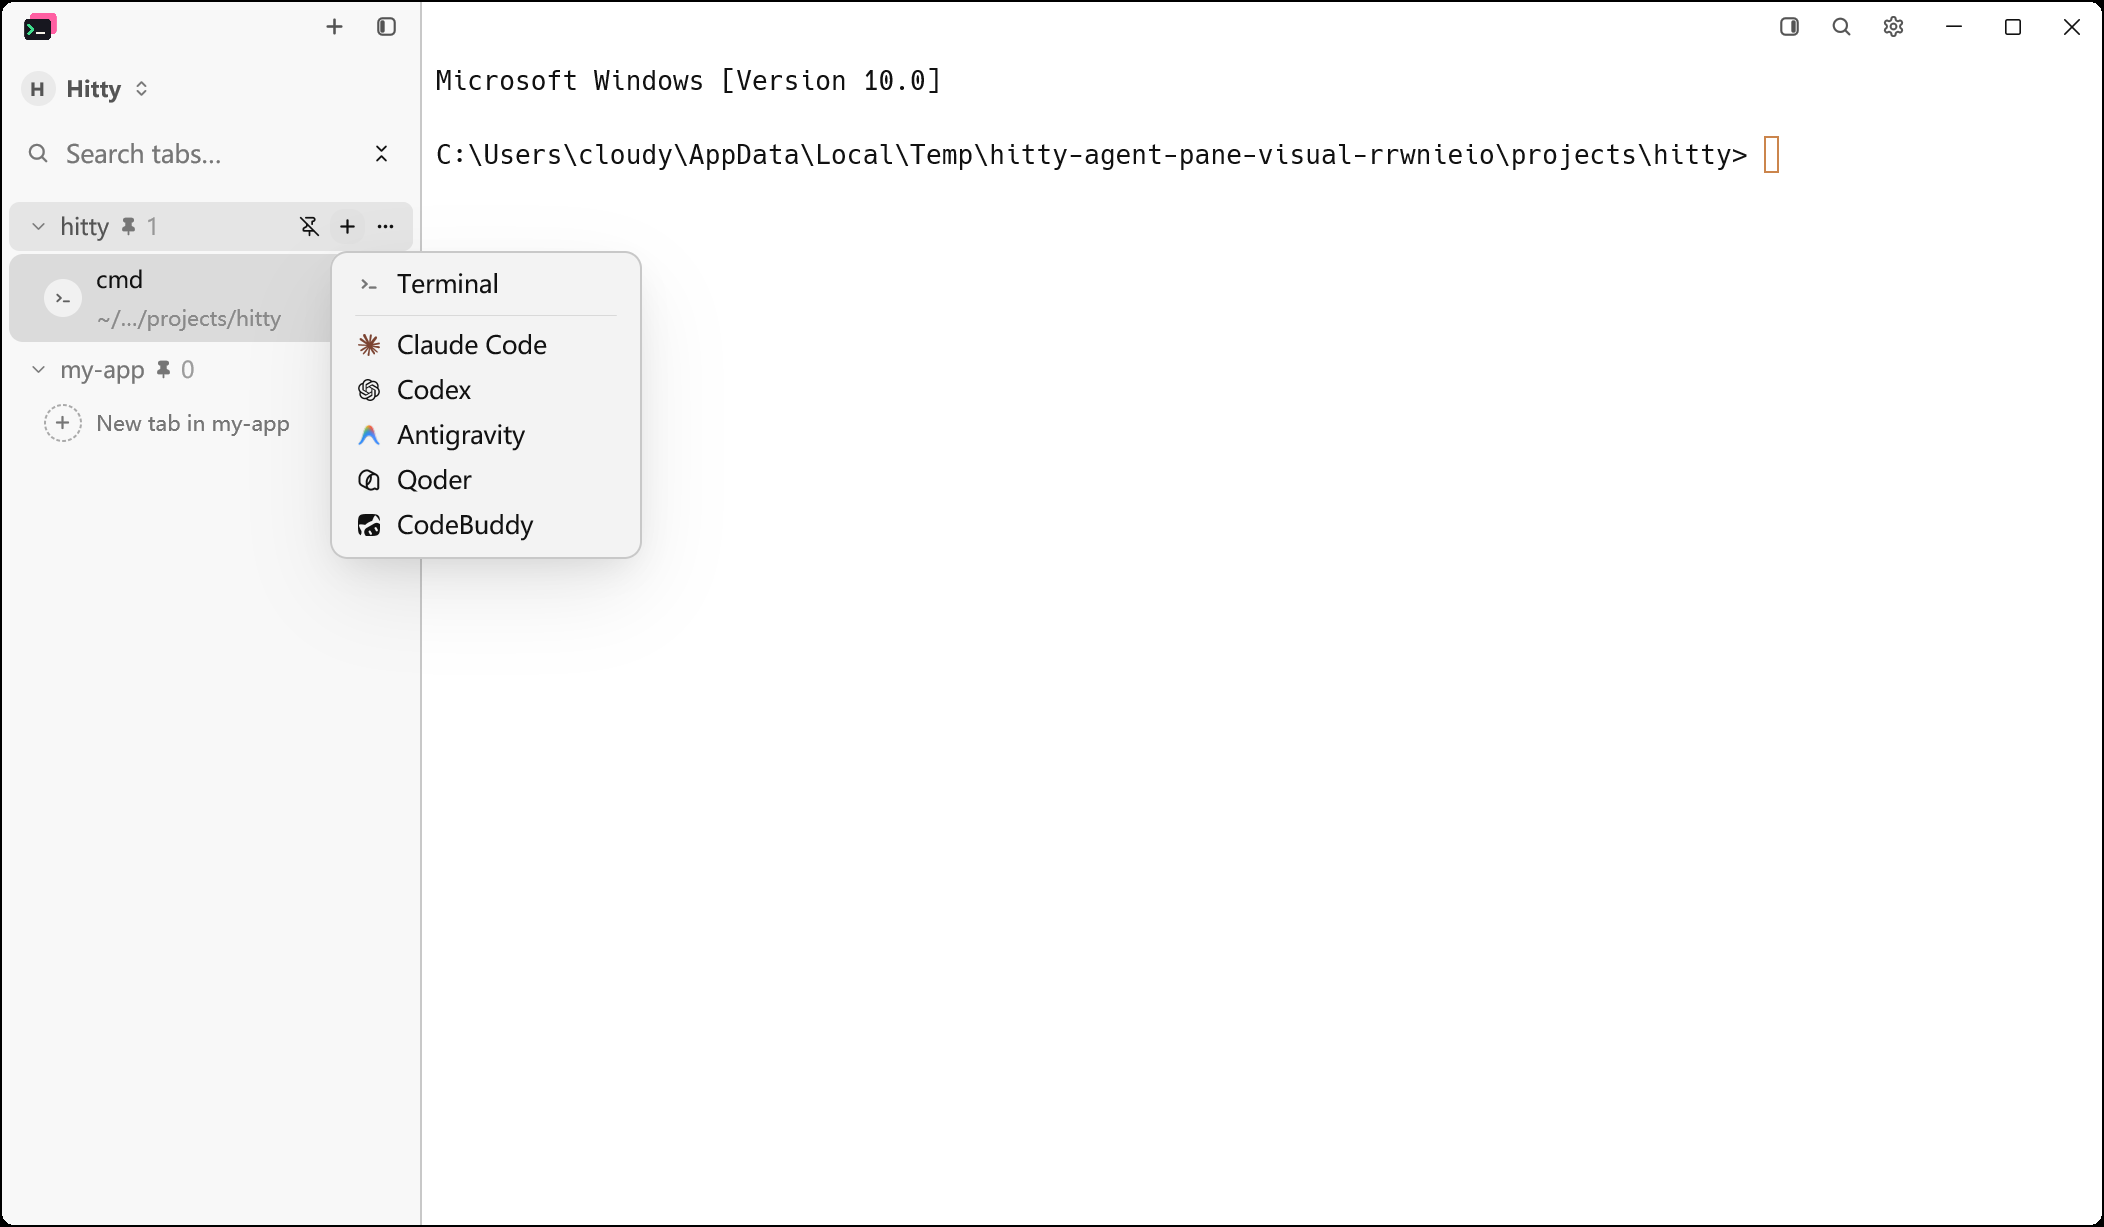 H Hitty
Search tabs...
hitty 1
cmd
~/.../projects/hitty
my-app 0
New tab in my-app
Terminal
Claude Code
Codex
Antigravity
Qoder
CodeBuddy
Microsoft Windows [Version 10.0]
C:\Users\cloudy\AppData\Local\Temp\hitty-agent-pane-visual-rrwnieio\projects\hitty>